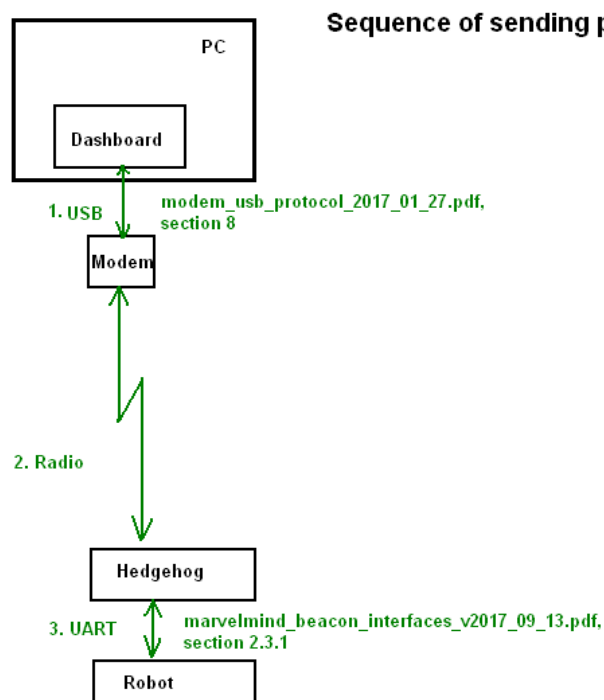 Sequence of sending
PC
Dashboard
1. USB
modem_usb_protocol_2017_01_27.pdf,
section 8
Modem
2. Radio
Hedgehog
3. UART
marvelmind_beacon_interfaces_v2017_09_13.pdf,
section 2.3.1
Robot